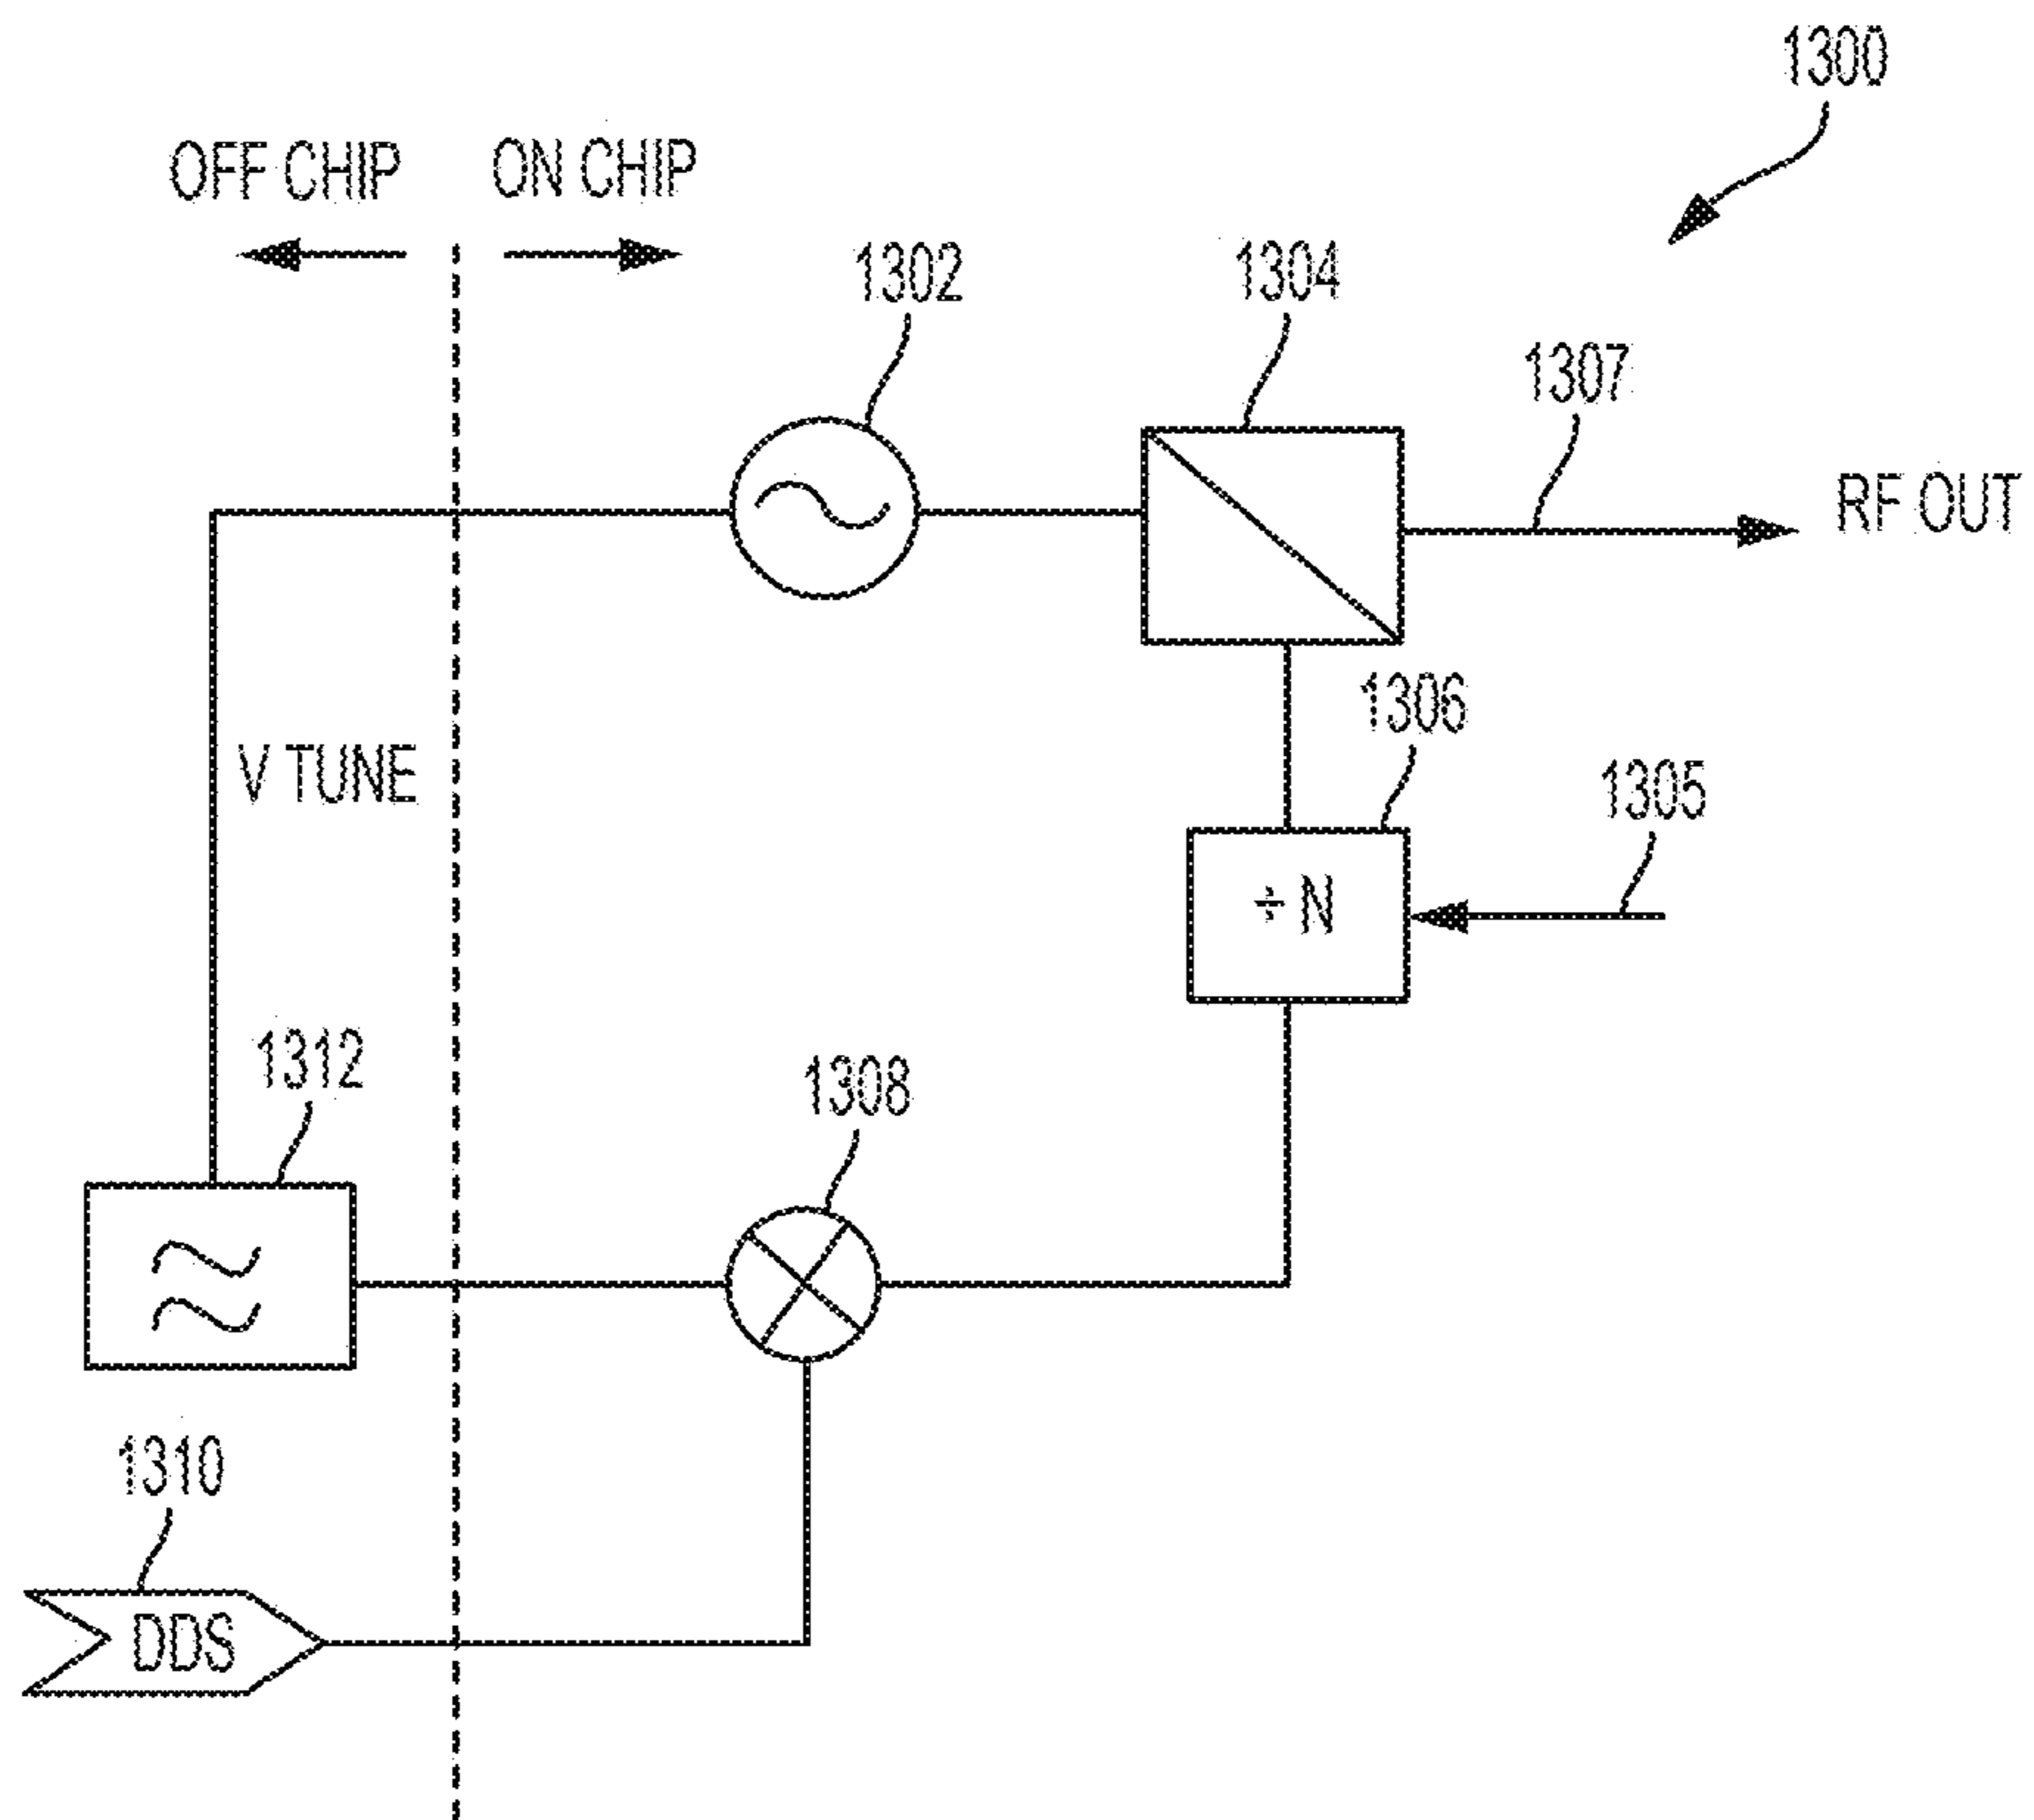 1300
OFF CHIP
ON CHIP
1302
1304
1307
RF OUT
V TUNE
1306
1305
÷ N
1312
1308
1310
DDS